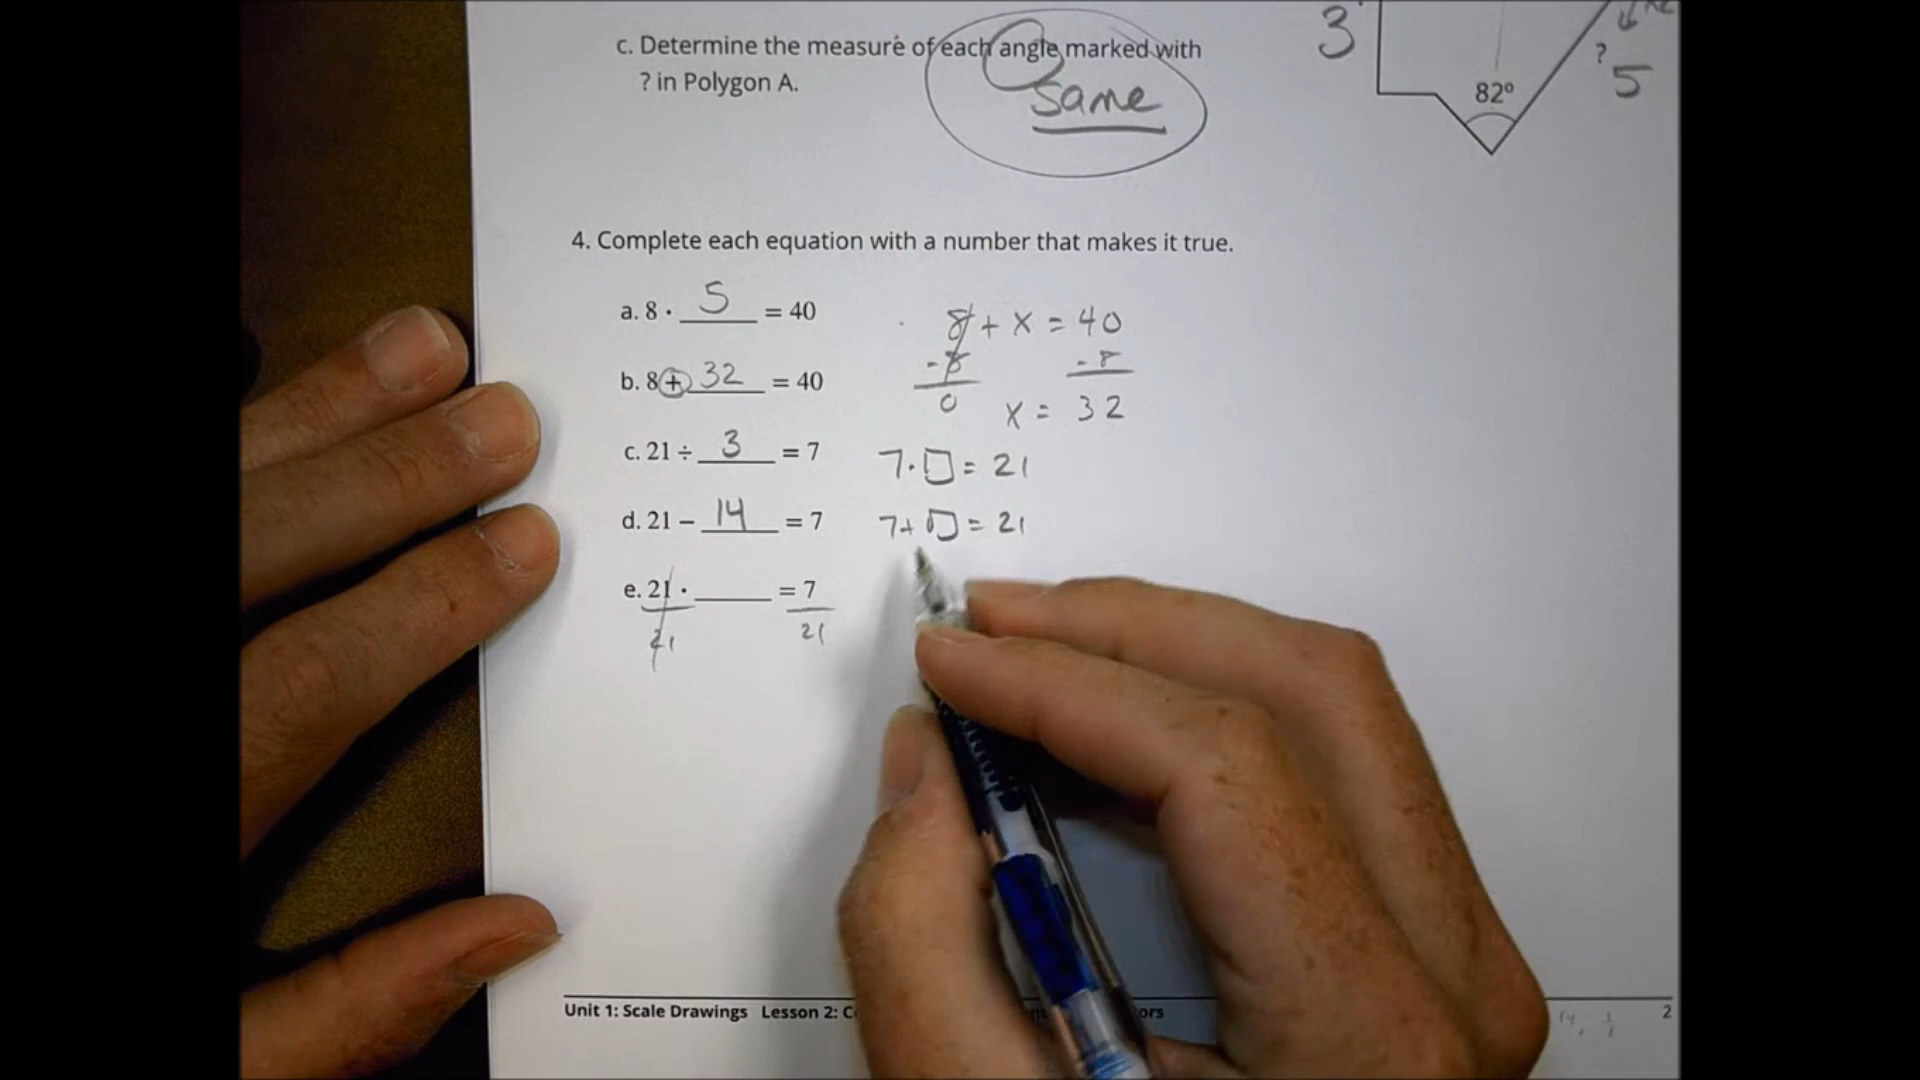 c. Determine the measure of each angle marked with
? in Polygon A.
same
3
?
5
82º
4. Complete each equation with a number that makes it true.
a. 8 · 5 = 40
8 + x = 40
-8 -8
0 x = 32
b. 8 + 32 = 40
c. 21 ÷ 3 = 7
7 · □ = 21
d. 21 – 14 = 7
7 + □ = 21
e. 21 · ______ = 7
21 21
Unit 1: Scale Drawings Lesson 2:
2